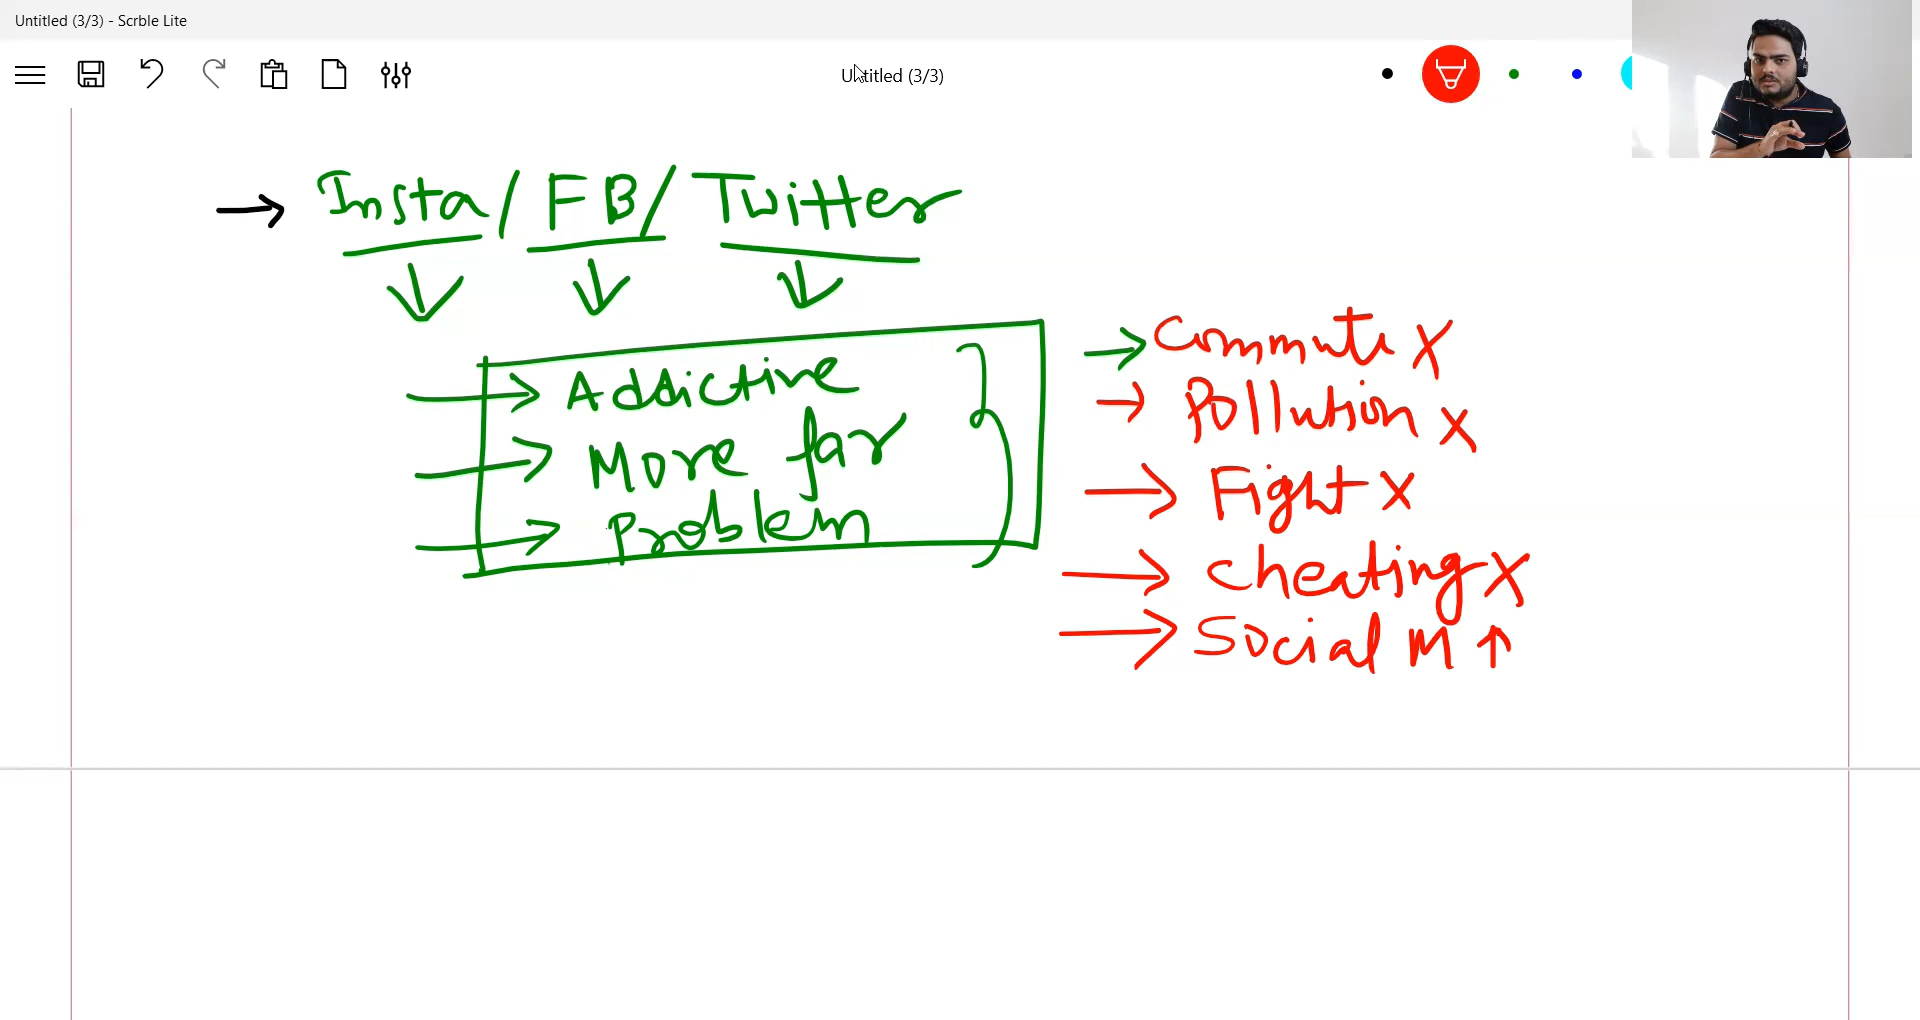 Untitled (3/3) - Scrble Lite
Untitled (3/3)
Insta / FB / Twitter
Addictive
More far
Problem
Commute X
Pollution X
Fight X
Cheating X
Social M ↑